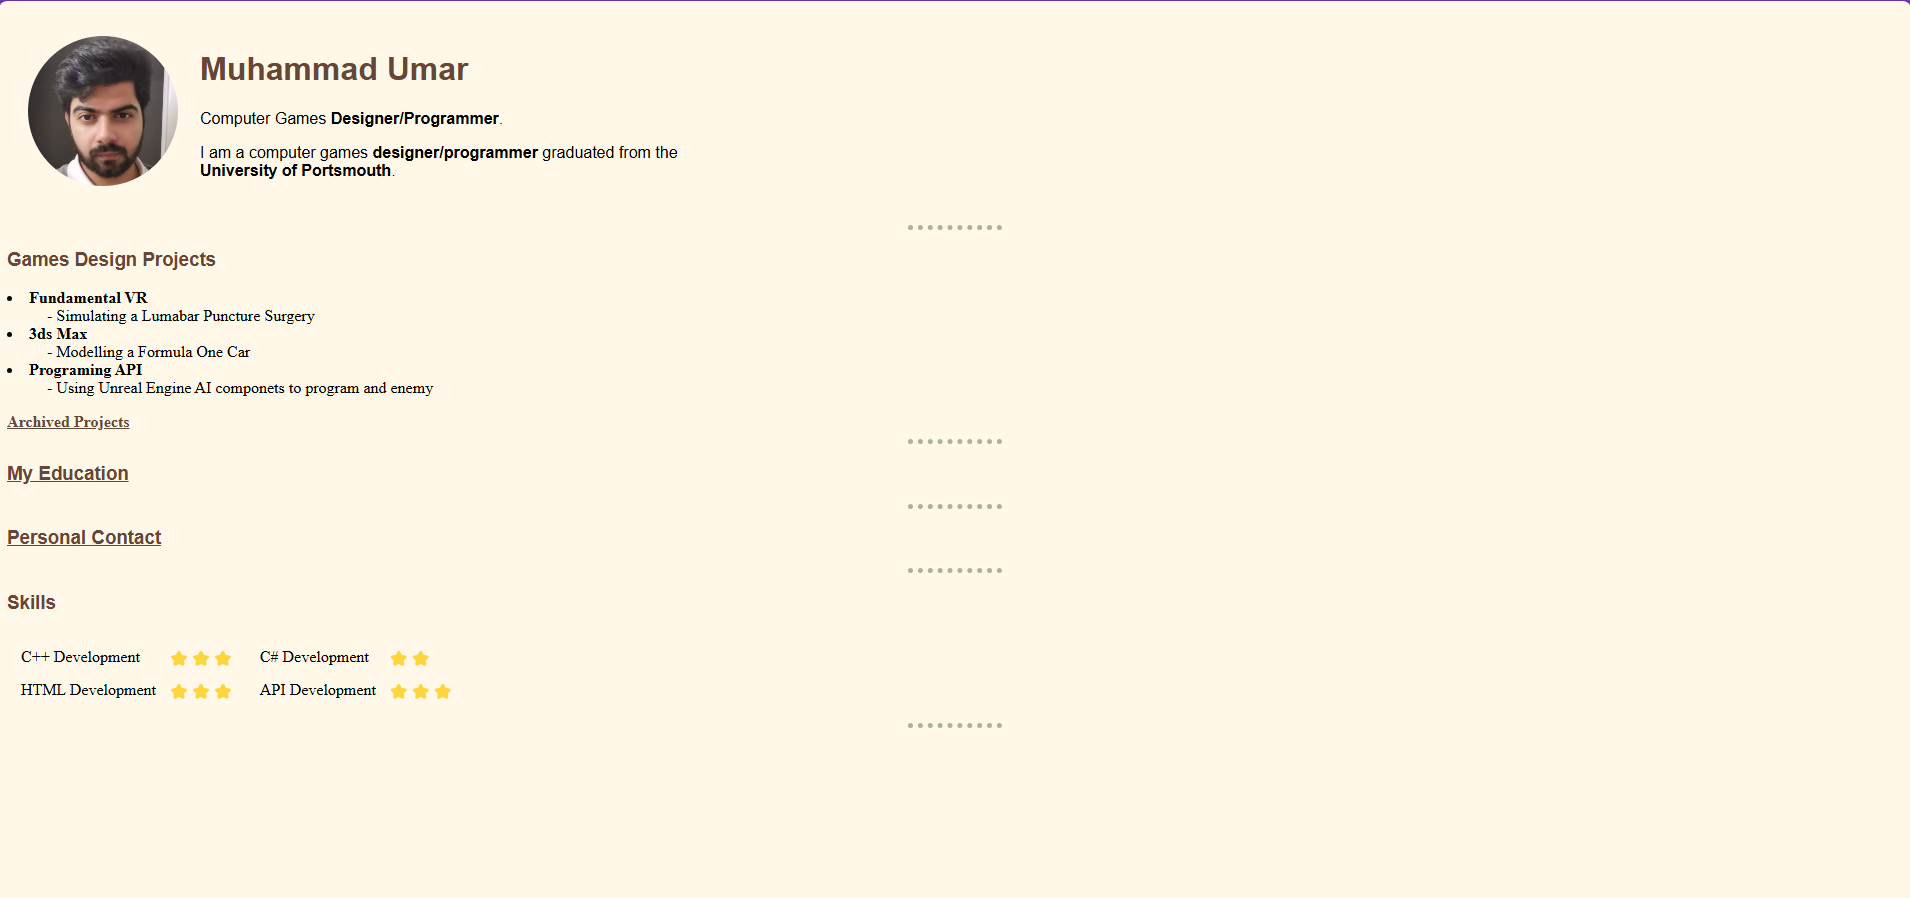 Muhammad Umar
Computer Games Designer/Programmer.
I am a computer games designer/programmer graduated from the
University of Portsmouth.
Games Design Projects
• Fundamental VR
- Simulating a Lumabar Puncture Surgery
• 3ds Max
- Modelling a Formula One Car
• Programing API
- Using Unreal Engine AI componets to program and enemy
Archived Projects
My Education
Personal Contact
Skills
C++ Development C# Development
HTML Development API Development